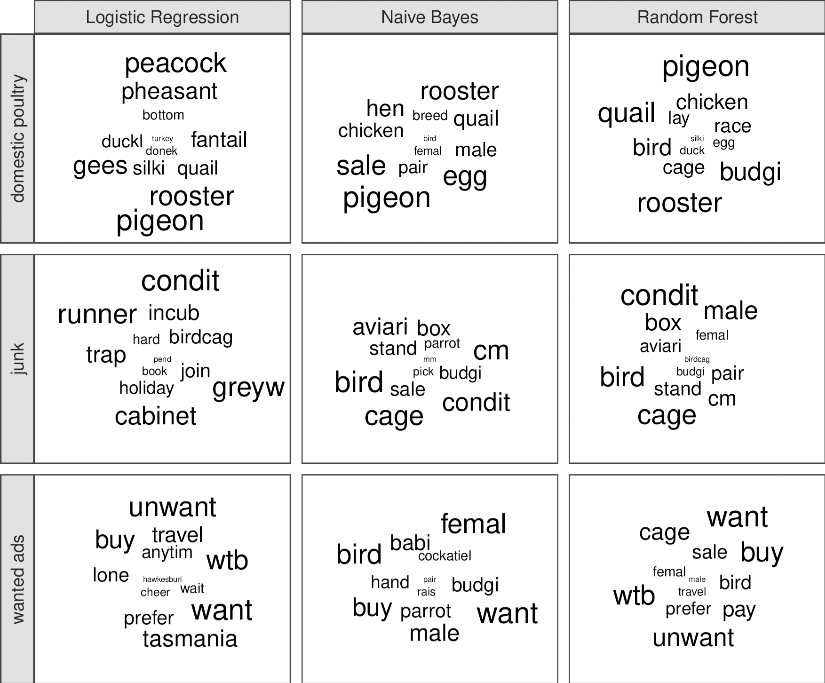 Logistic Regression
Naive Bayes
Random Forest
domestic poultry
peacock
pheasant
bottom
duckl turkey fantail
donek
gees silki quail
rooster
pigeon
rooster
hen breed quail
chicken bird
femal male
sale pair egg
pigeon
pigeon
quail chicken
lay race
bird silki egg
duck
cage budgi
rooster
junk
condit
runner incub
hard birdcag
trap pend
book join
holiday greyw
cabinet
aviari box
stand parrot cm
mm
pick budgi
bird sale
cage condit
condit
box male
aviari femal
birdcag
bird budgi pair
stand cm
cage
wanted ads
unwant
buy travel
anytim wtb
lone hawkesburi
cheer wait
prefer want
tasmania
femal
bird babi
cockatiel
hand pair budgi
rais
buy parrot want
male
want
cage
sale buy
femal male bird
wtb travel
prefer pay
unwant